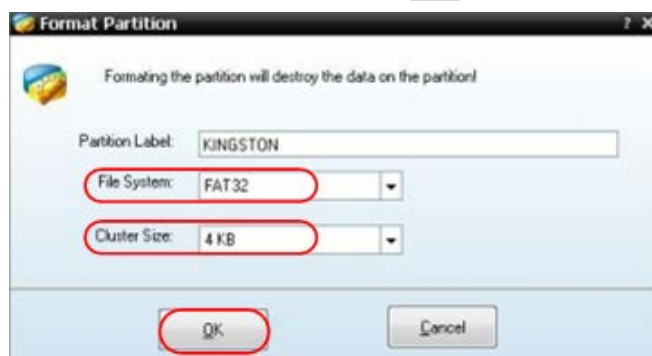 Format Partition ? X
Formating the partition will destroy the data on the partition!
Partition Label: KINGSTON
File System: FAT32
Cluster Size: 4 KB
OK Cancel